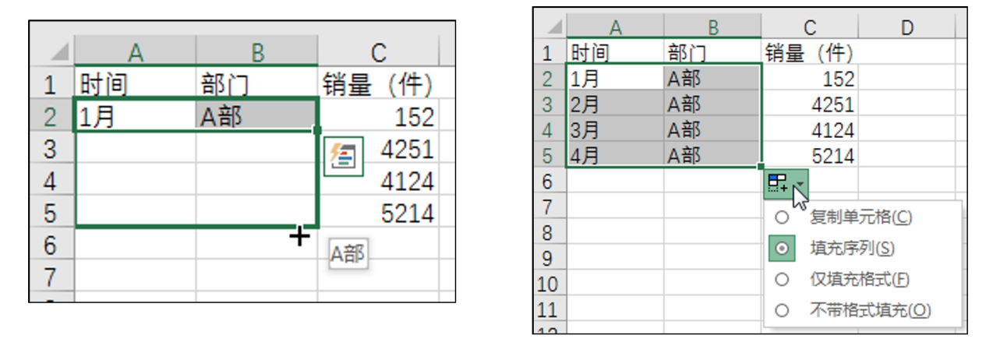 A B C
1 时间 部门 销量（件）
2 1月 A部 152
3 4251
4 4124
5 5214
6 A部
7
A B C D
1 时间 部门 销量（件）
2 1月 A部 152
3 2月 A部 4251
4 3月 A部 4124
5 4月 A部 5214
6
7
复制单元格(C)
8
填充序列(S)
9
10 仅填充格式(F)
11 不带格式填充(O)
12